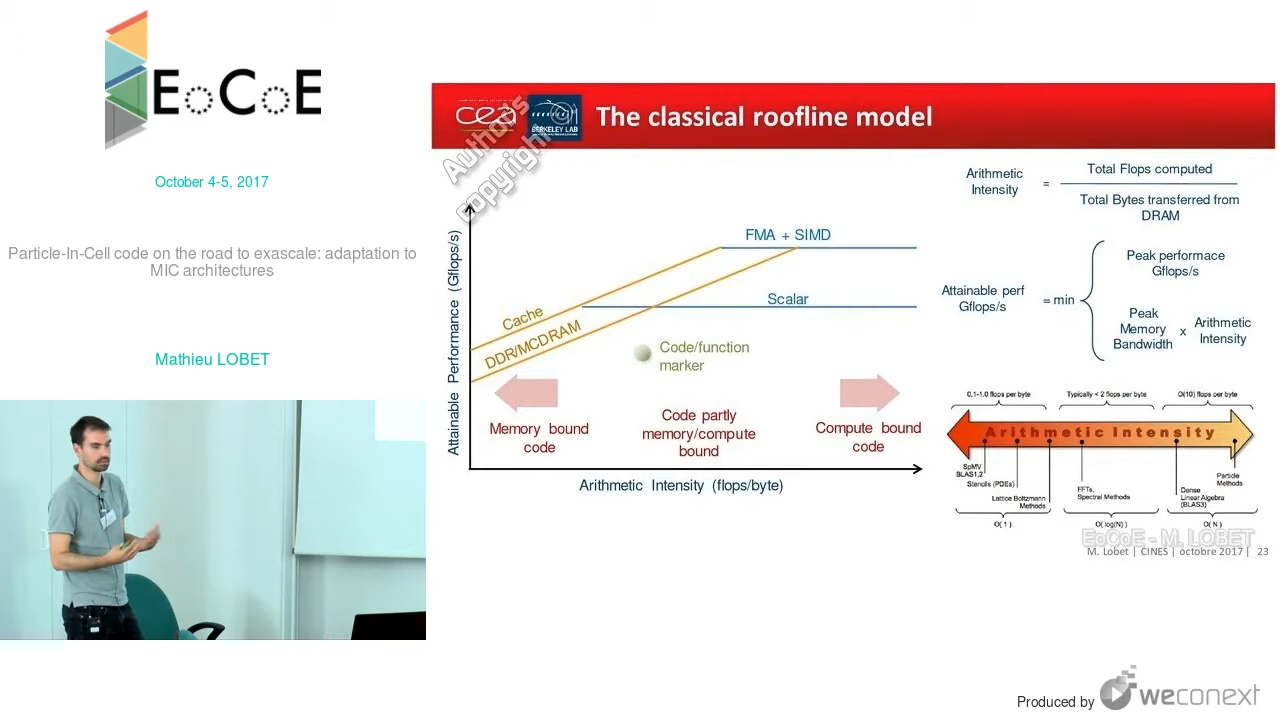 EoCoE
October 4-5, 2017
Particle-In-Cell code on the road to exascale: adaptation to
MIC architectures
Mathieu LOBET
cea
BERKELEY LAB
The classical roofline model
Author's
copyright
Arithmetic
Intensity
=
Total Flops computed
Total Bytes transferred from
DRAM
Attainable perf
Gflops/s
= min
Peak performace
Gflops/s
Peak
Memory
Bandwidth
x
Arithmetic
Intensity
Attainable Performance (Gflops/s)
FMA + SIMD
Scalar
Cache
DDR/MCDRAM
Code/function
marker
Memory bound
code
Code partly
memory/compute
bound
Compute bound
code
Arithmetic Intensity (flops/byte)
0.1-1.0 flops per byte
Typically < 2 flops per byte
O(10) flops per byte
Arithmetic Intensity
SpMV
BLAS1,2
Stencils (PDEs)
Lattice Boltzmann
Methods
FFTs,
Spectral Methods
Dense
Linear Algebra
(BLAS3)
Particle
Methods
O( 1 )
O( log(N) )
O( N )
EoCoE - M. LOBET
M. Lobet | CINES | octobre 2017 | 23
Produced by
weconext